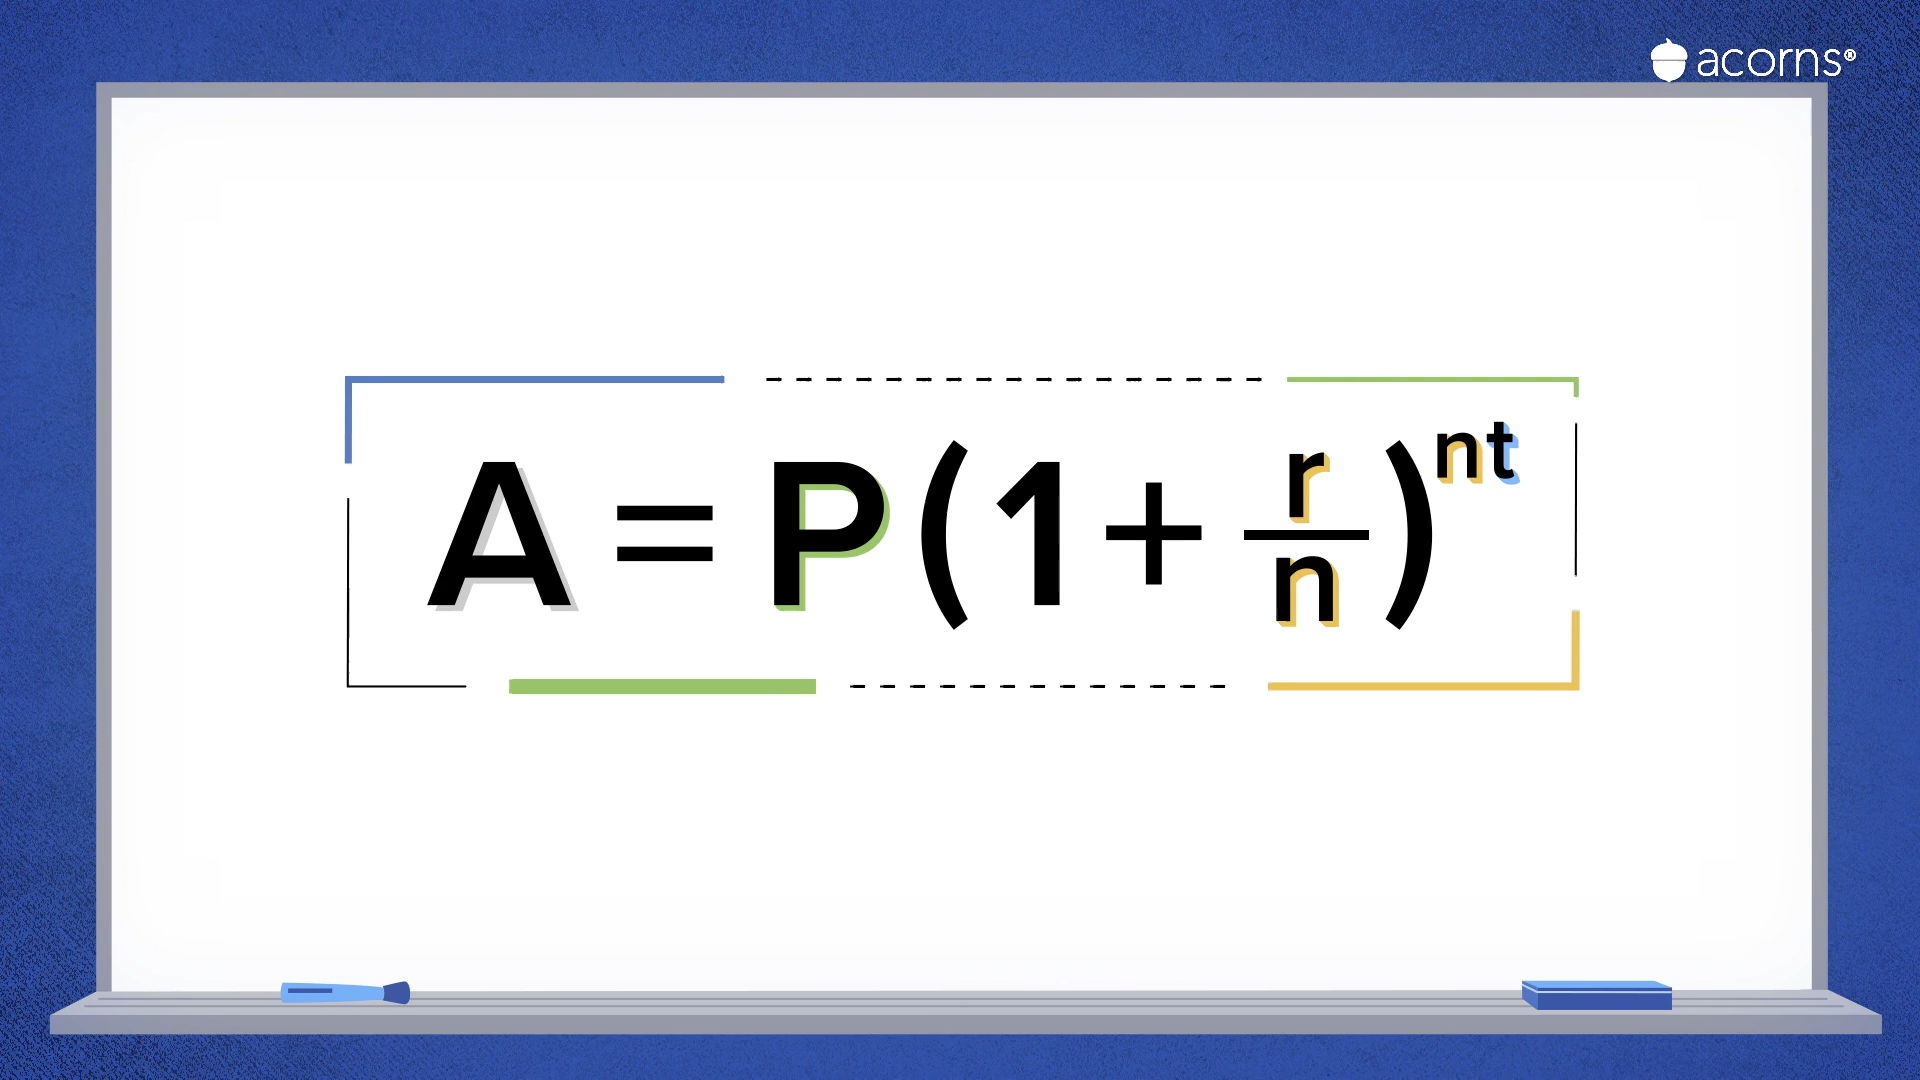 acorns®
A = P(1 + r/n)^nt